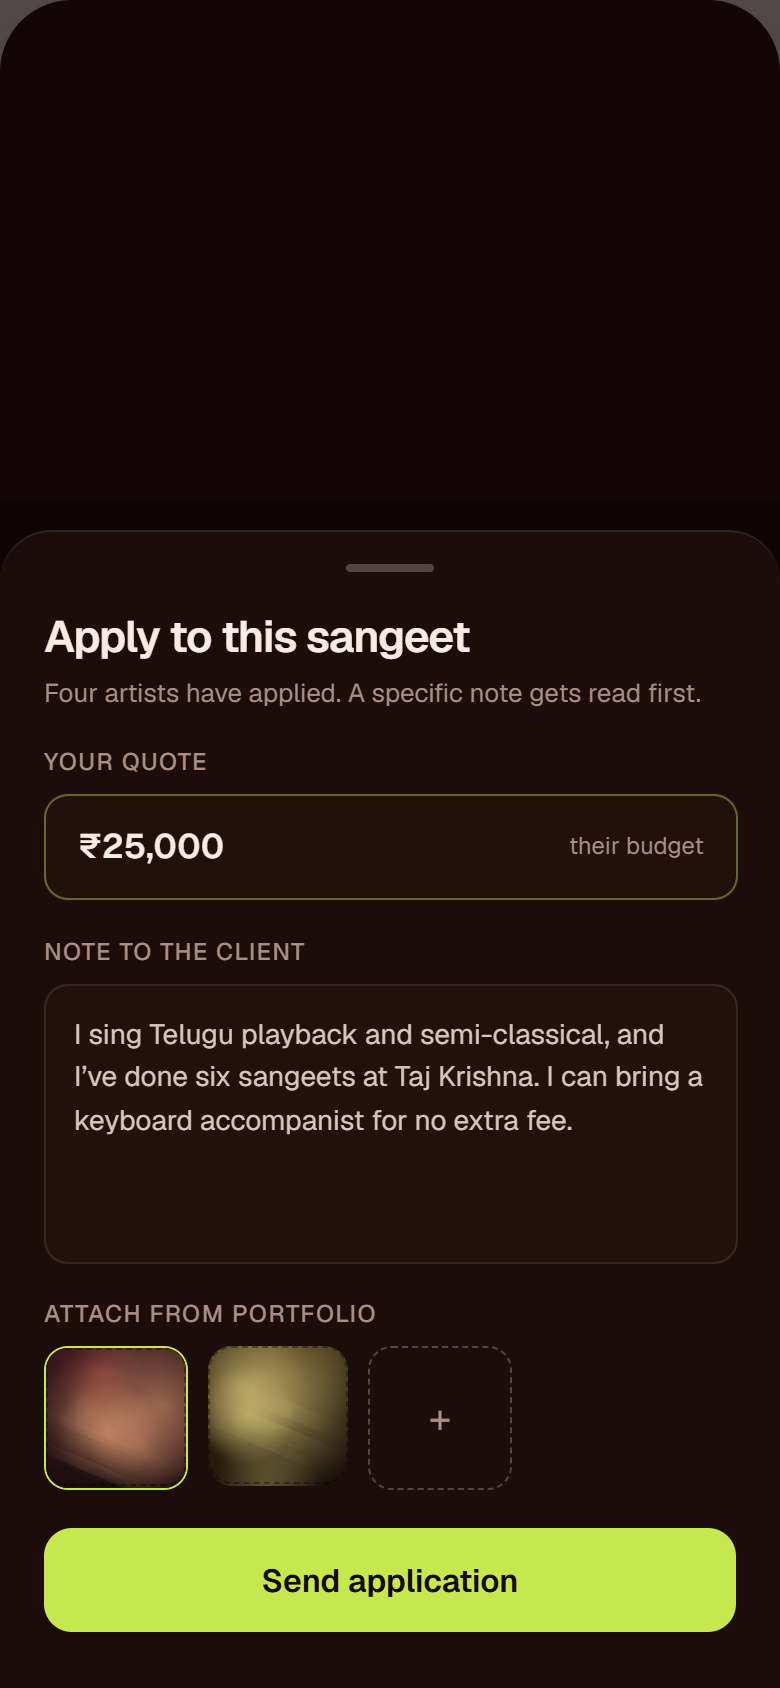 Apply to this sangeet
Four artists have applied. A specific note gets read first.
YOUR QUOTE
₹25,000 their budget
NOTE TO THE CLIENT
I sing Telugu playback and semi-classical, and
I’ve done six sangeets at Taj Krishna. I can bring a
keyboard accompanist for no extra fee.
ATTACH FROM PORTFOLIO
+
Send application